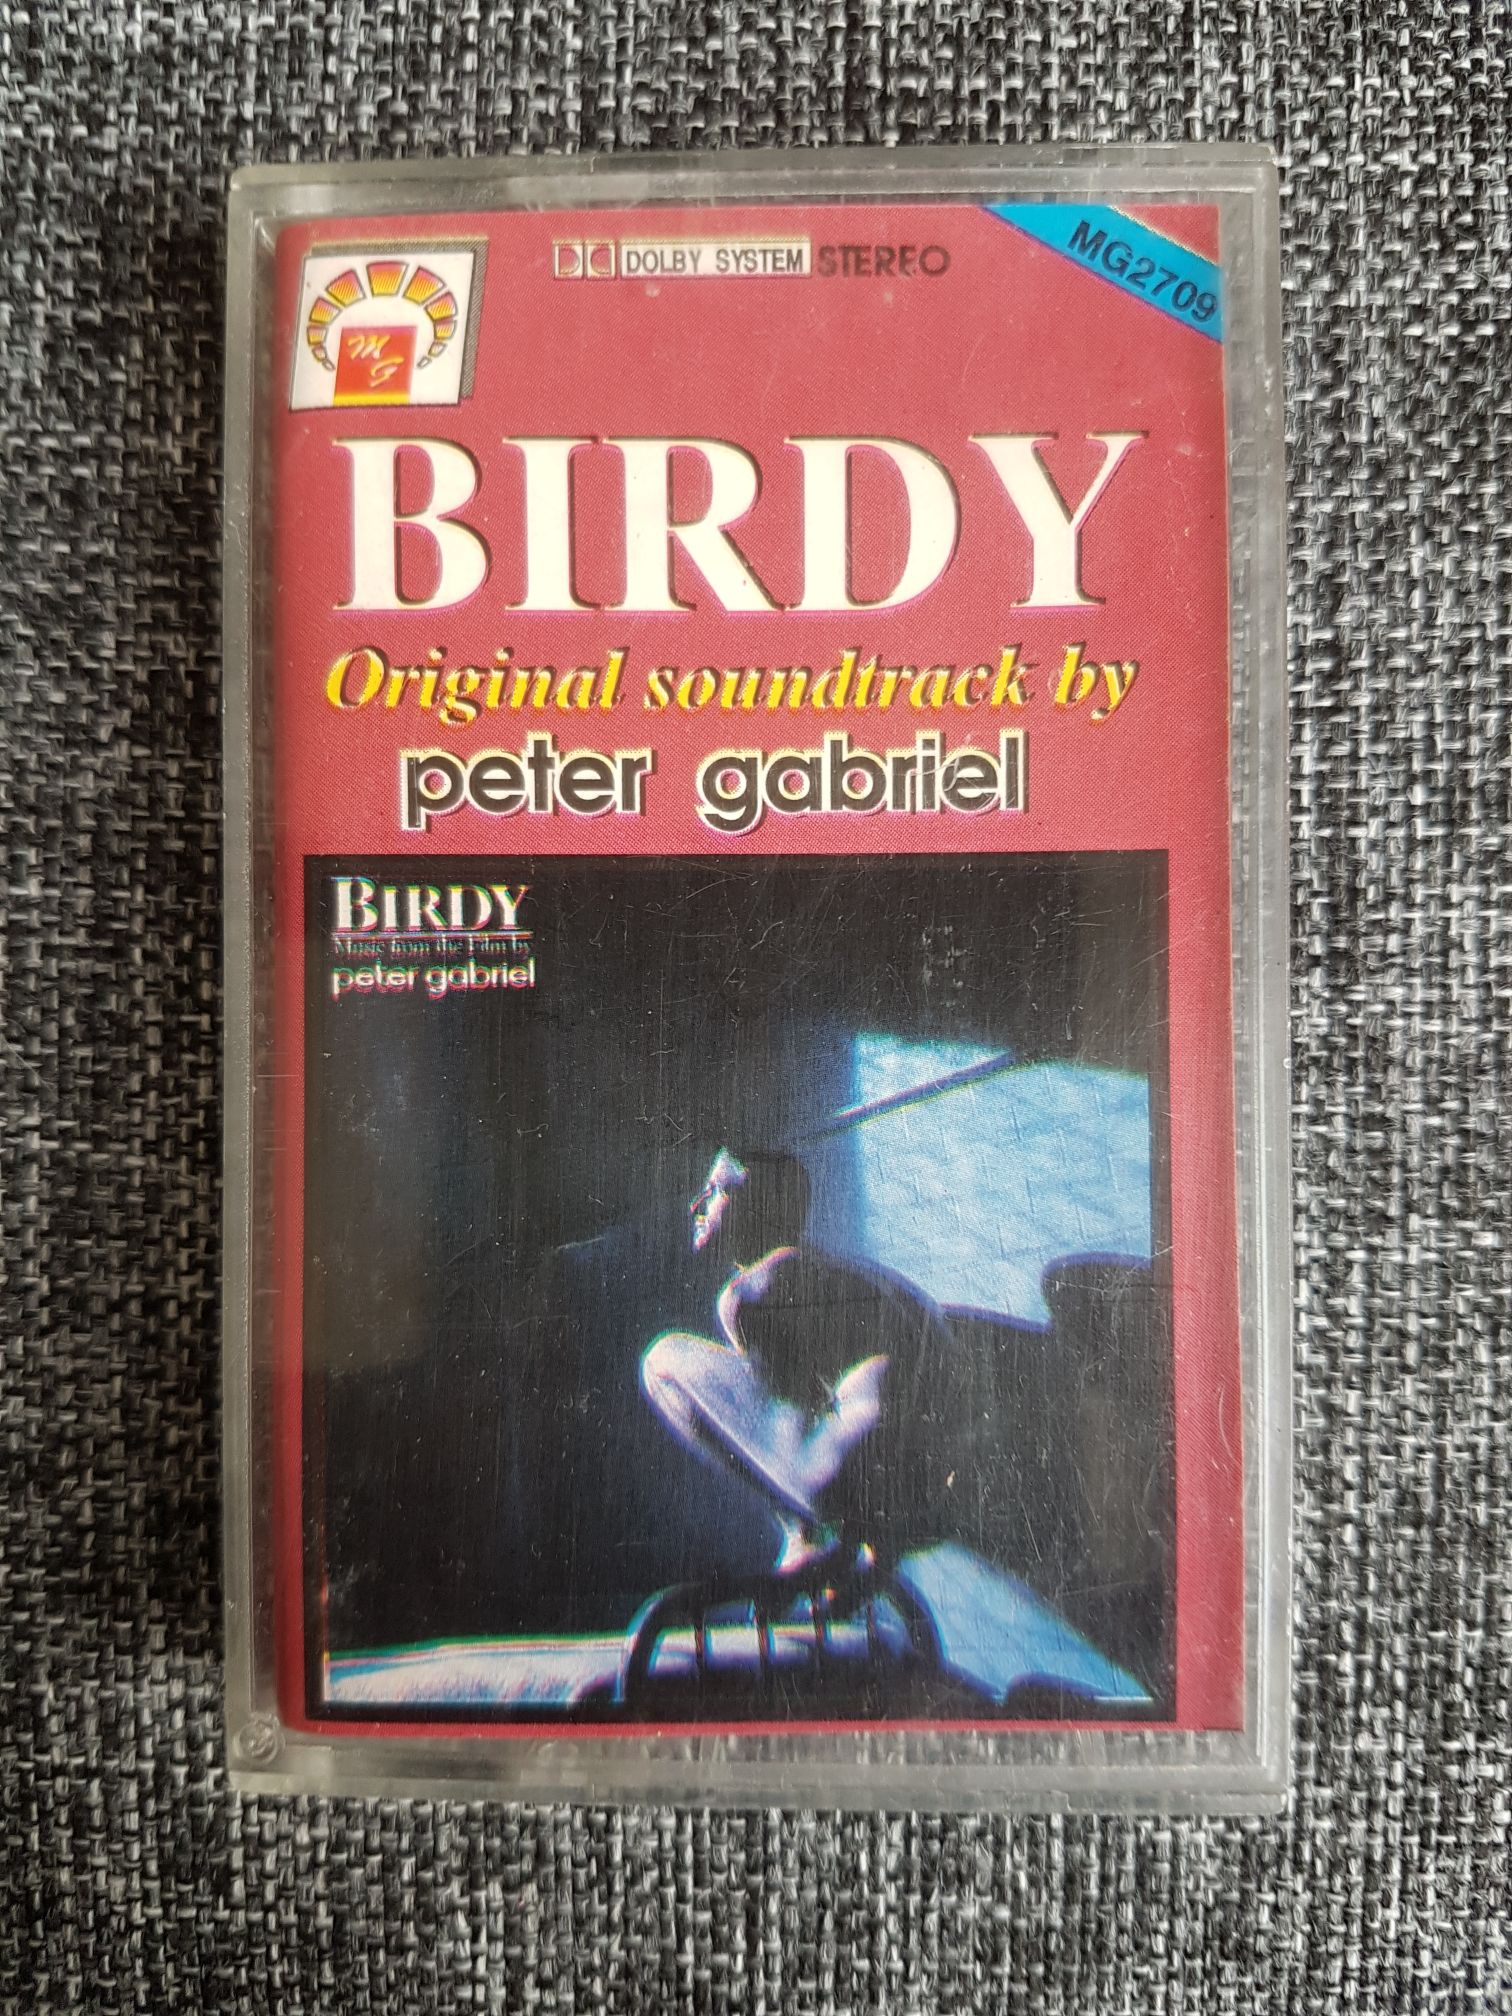 DOLBY SYSTEM STEREO
MG2709
MG
BIRDY
Original soundtrack by
peter gabriel
BIRDY
Music from the Film by
peter gabriel